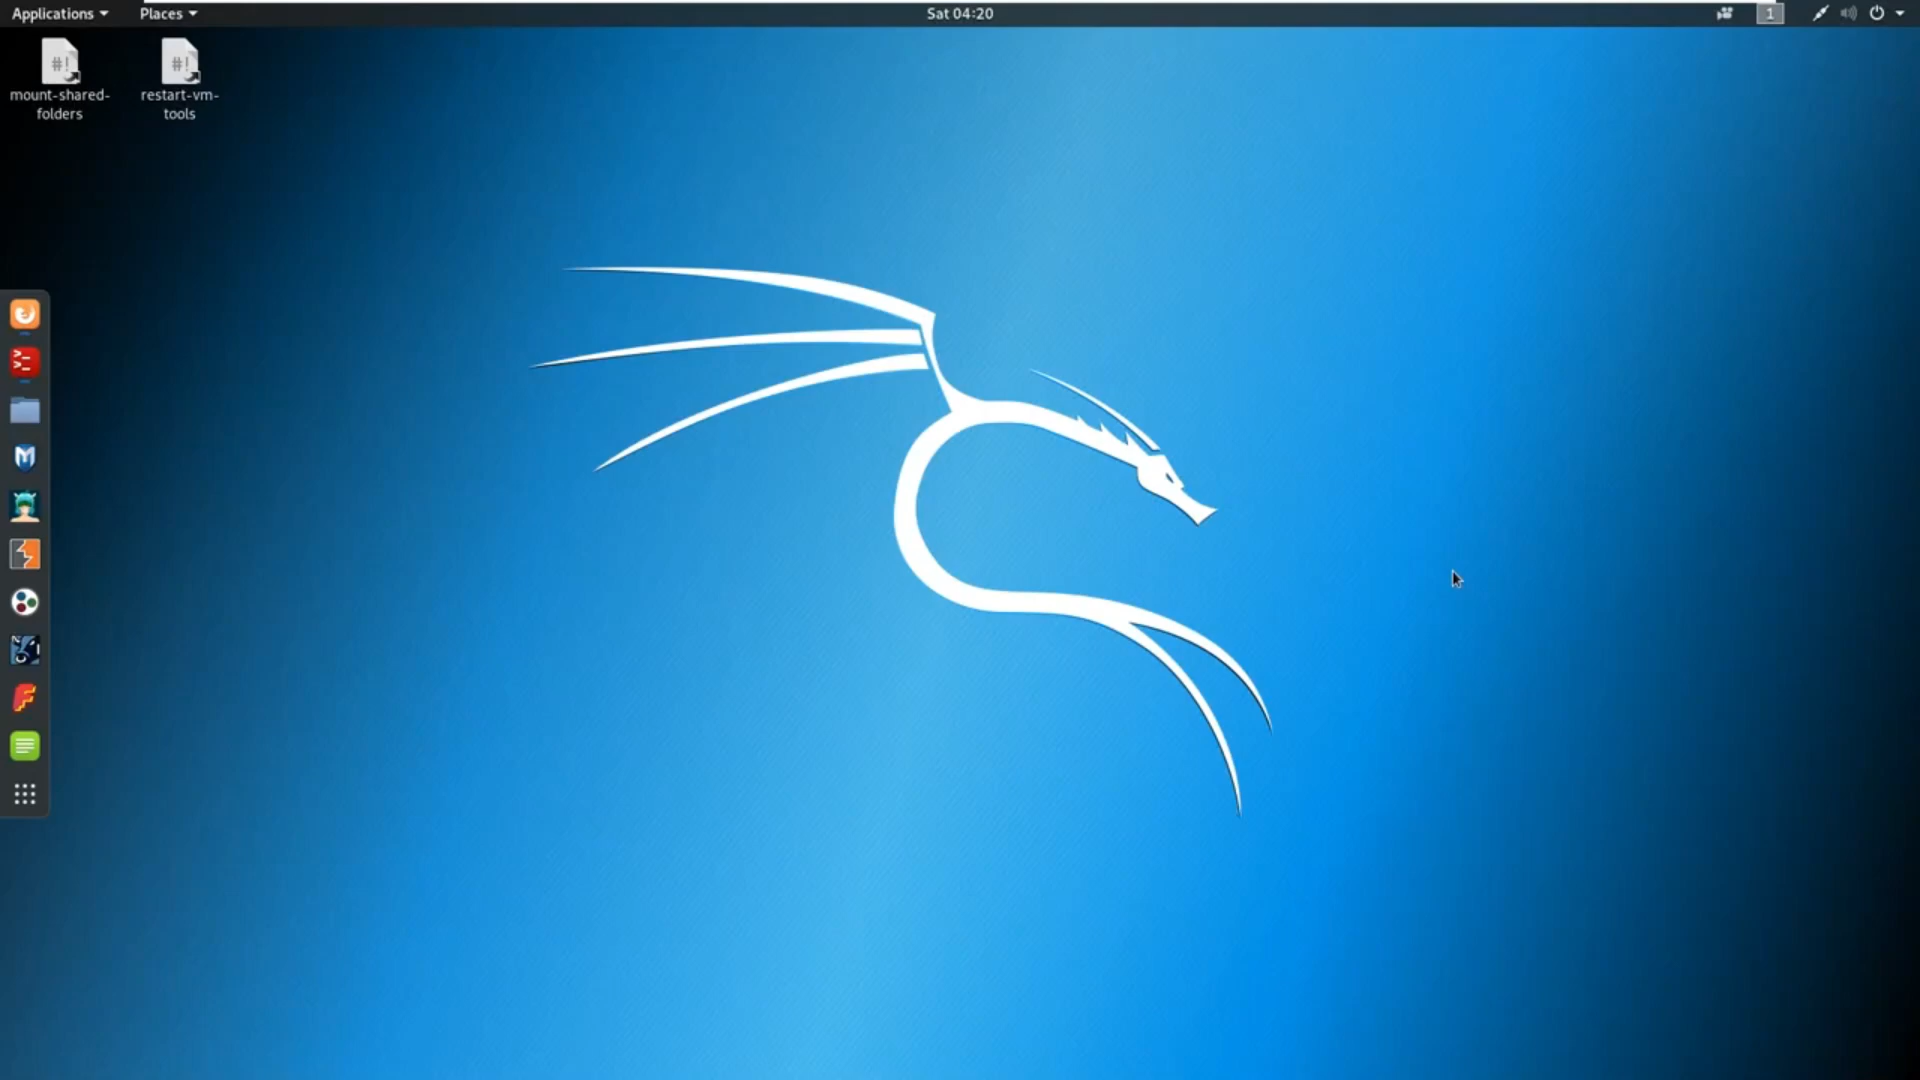 Applications
Places
Sat 04:20
1
mount-shared-
folders
restart-vm-
tools